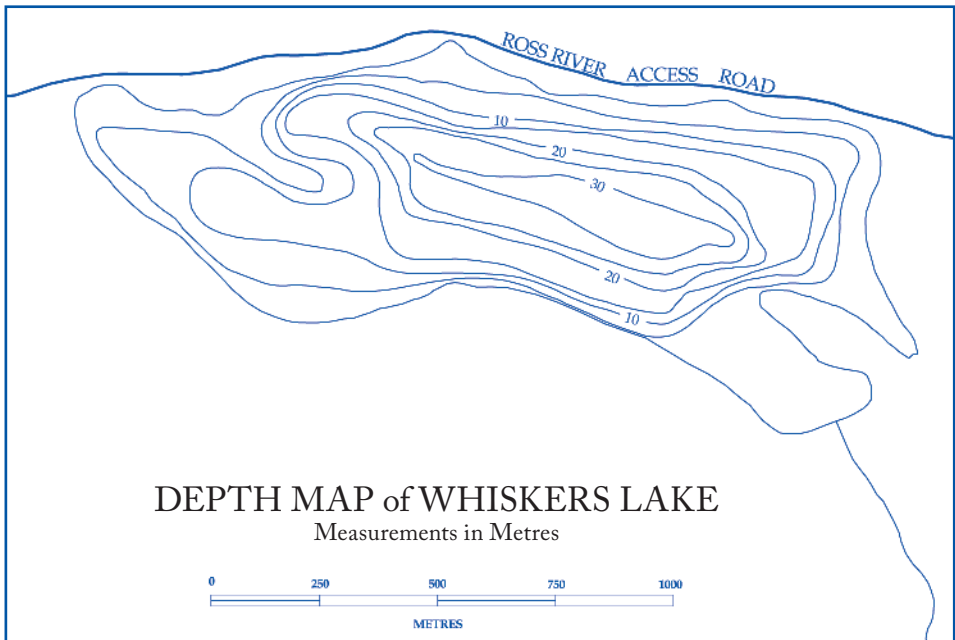 ROSS RIVER ACCESS ROAD
10
20
30
20
10
DEPTH MAP of WHISKERS LAKE
Measurements in Metres
0 250 500 750 1000
METRES